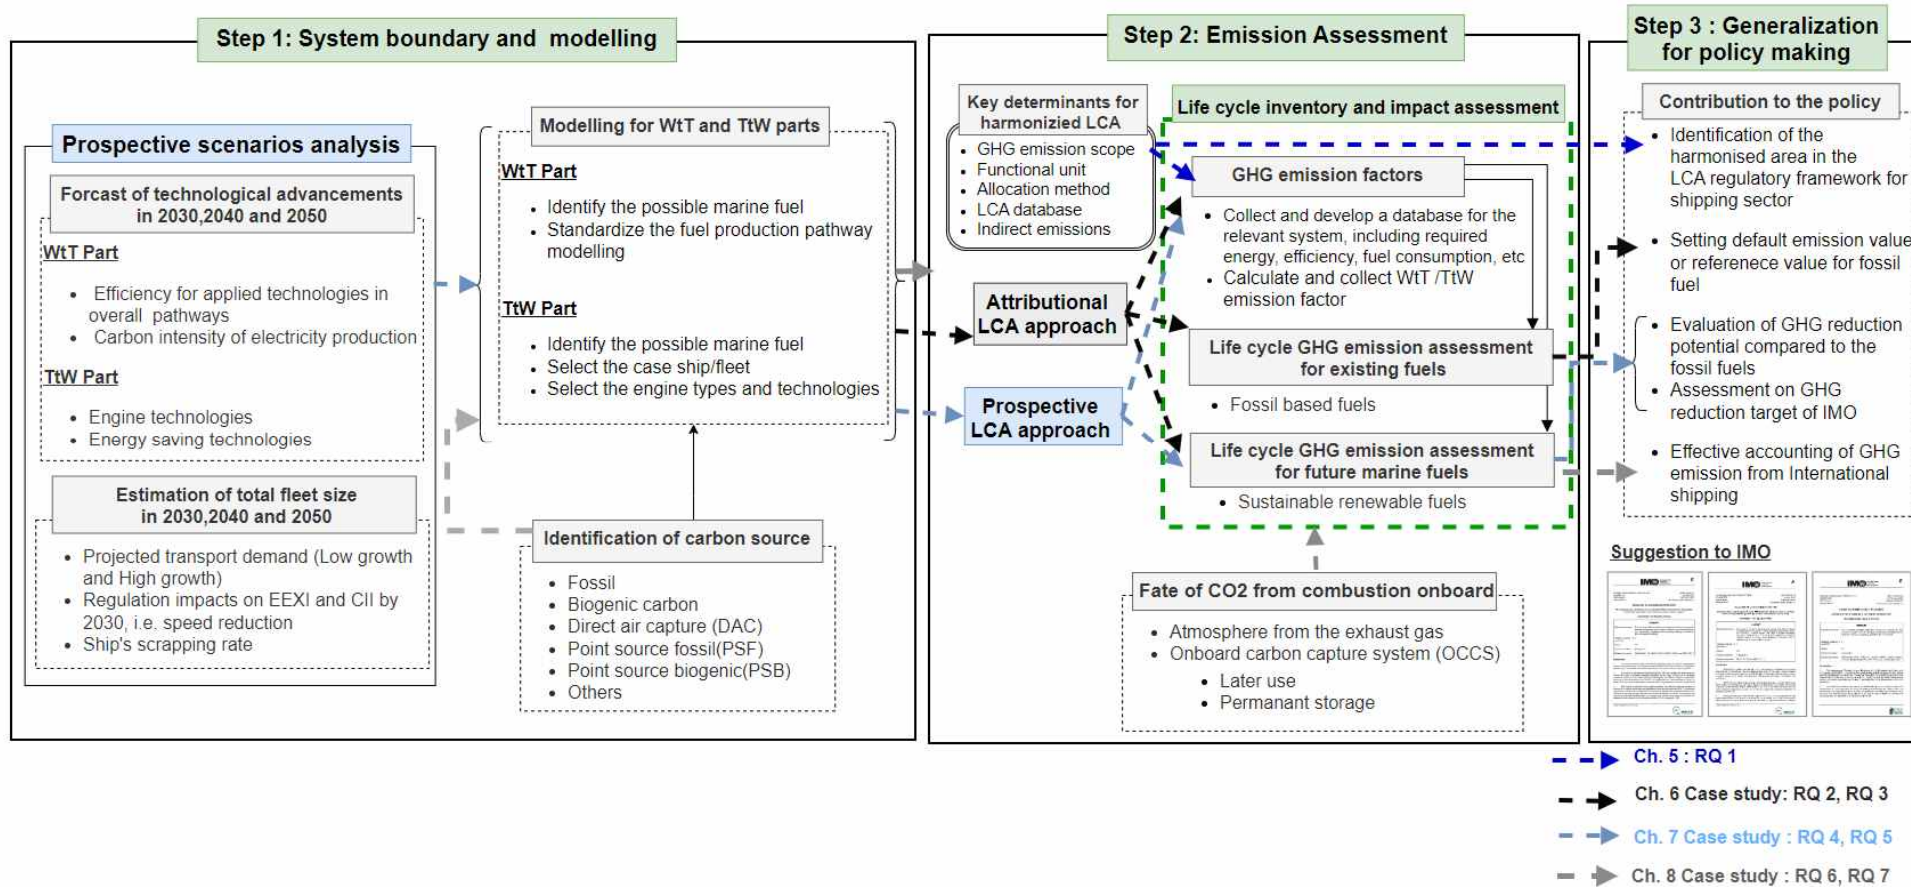 Step 1: System boundary and modelling
Prospective scenarios analysis
Forcast of technological advancements
in 2030,2040 and 2050
WtT Part
• Efficiency for applied technologies in
overall pathways
• Carbon intensity of electricity production
TtW Part
• Engine technologies
• Energy saving technologies
Estimation of total fleet size
in 2030,2040 and 2050
• Projected transport demand (Low growth
and High growth)
• Regulation impacts on EEXI and CII by
2030, i.e. speed reduction
• Ship's scrapping rate
Modelling for WtT and TtW parts
WtT Part
• Identify the possible marine fuel
• Standardize the fuel production pathway
modelling
TtW Part
• Identify the possible marine fuel
• Select the case ship/fleet
• Select the engine types and technologies
Identification of carbon source
• Fossil
• Biogenic carbon
• Direct air capture (DAC)
• Point source fossil(PSF)
• Point source biogenic(PSB)
• Others
Step 2: Emission Assessment
Key determinants for
harmonizied LCA
• GHG emission scope
• Functional unit
• Allocation method
• LCA database
• Indirect emissions
Attributional
LCA approach
Prospective
LCA approach
Life cycle inventory and impact assessment
GHG emission factors
• Collect and develop a database for the
relevant system, including required
energy, efficiency, fuel consumption, etc
• Calculate and collect WtT /TtW
emission factor
Life cycle GHG emission assessment
for existing fuels
• Fossil based fuels
Life cycle GHG emission assessment
for future marine fuels
• Sustainable renewable fuels
Fate of CO2 from combustion onboard
• Atmosphere from the exhaust gas
• Onboard carbon capture system (OCCS)
• Later use
• Permanant storage
Step 3 : Generalization
for policy making
Contribution to the policy
• Identification of the
harmonised area in the
LCA regulatory framework for
shipping sector
• Setting default emission value
or referenece value for fossil
fuel
• Evaluation of GHG reduction
potential compared to the
fossil fuels
• Assessment on GHG
reduction target of IMO
• Effective accounting of GHG
emission from International
shipping
Suggestion to IMO
IMO
IMO
IMO
Ch. 5 : RQ 1
Ch. 6 Case study: RQ 2, RQ 3
Ch. 7 Case study : RQ 4, RQ 5
Ch. 8 Case study : RQ 6, RQ 7